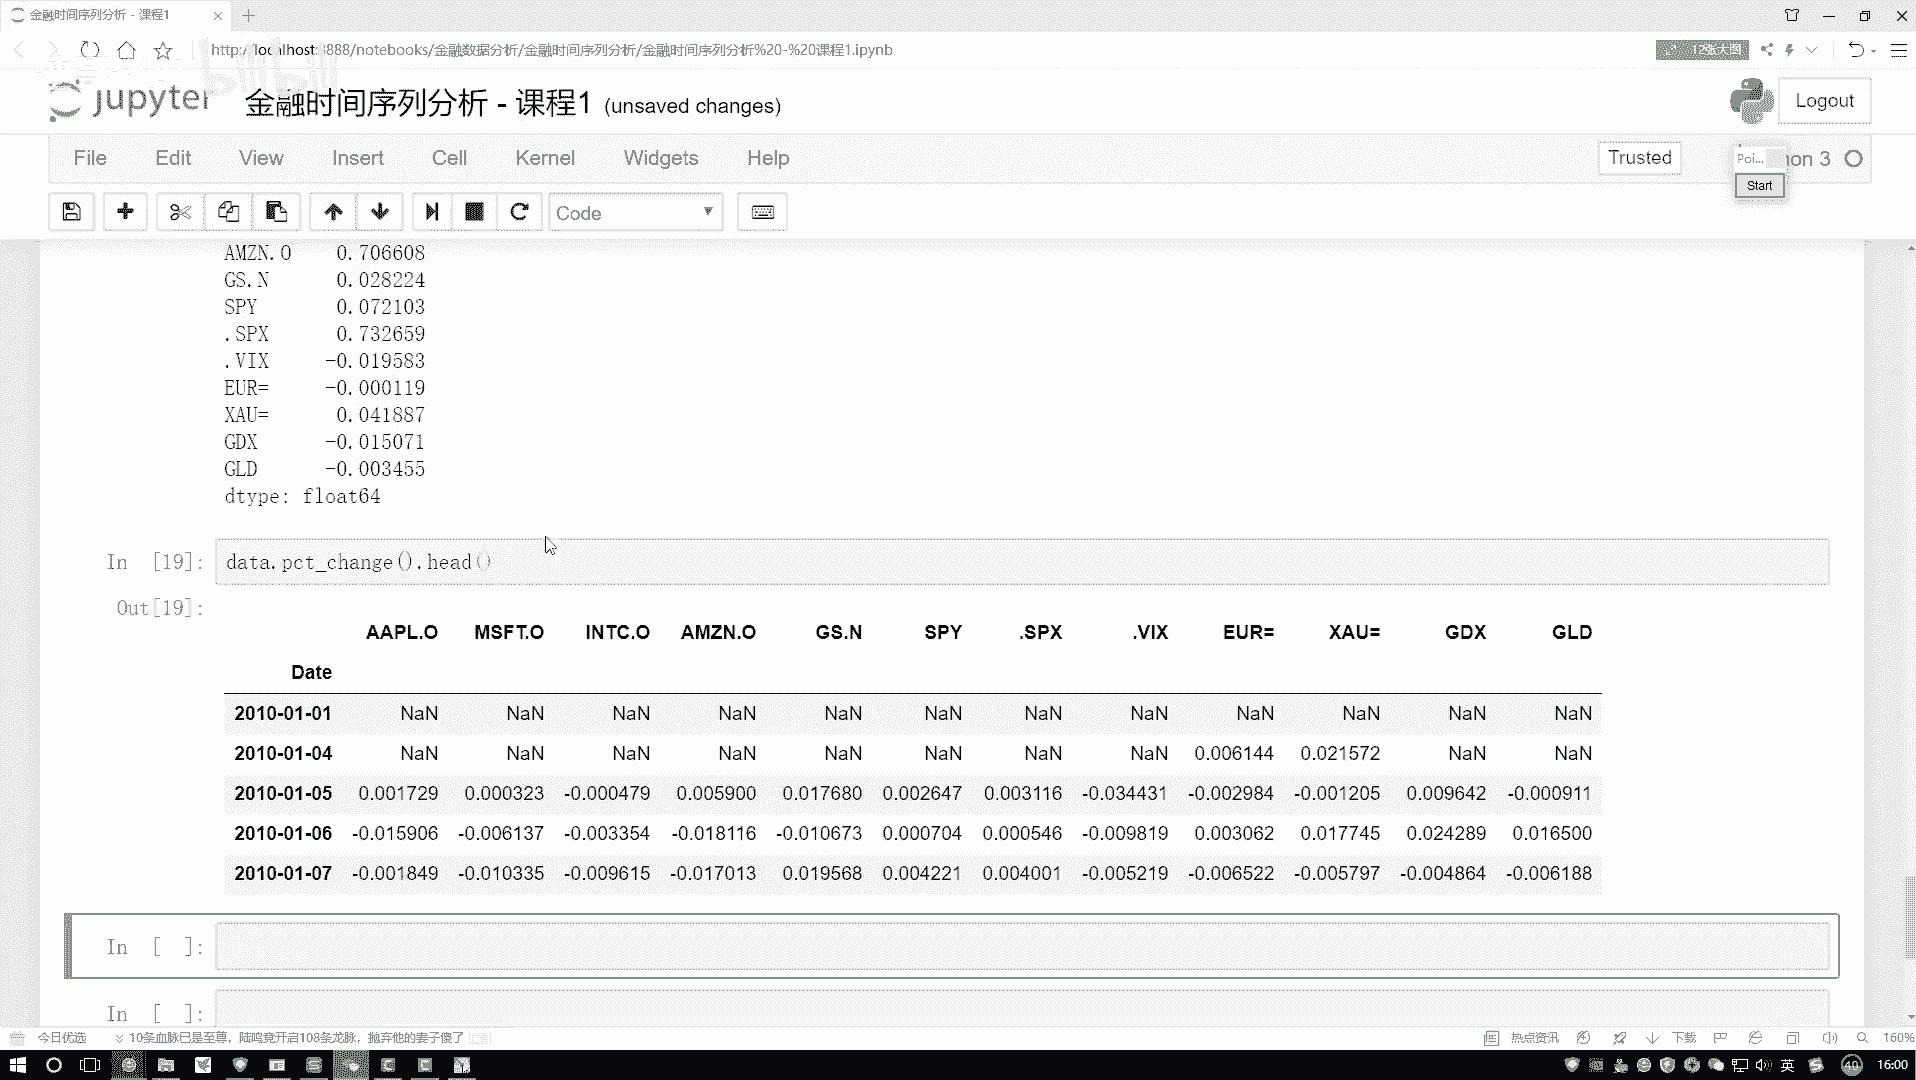 金融时间序列分析 - 课程1
http://localhost:8888/notebooks/金融数据分析/金融时间序列分析/金融时间序列分析%20-%20课程1.ipynb
12张大图
jupyter 金融时间序列分析 - 课程1 (unsaved changes)
Logout
File Edit View Insert Cell Kernel Widgets Help
Trusted
Poi...
hon 3
Start
Code
AMZN.O 0.706608
GS.N 0.028224
SPY 0.072103
.SPX 0.732659
.VIX -0.019583
EUR= -0.000119
XAU= 0.041887
GDX -0.015071
GLD -0.003455
dtype: float64
In [19]: data.pct_change().head()
Out[19]:
AAPL.O MSFT.O INTC.O AMZN.O GS.N SPY .SPX .VIX EUR= XAU= GDX GLD
Date
2010-01-01 NaN NaN NaN NaN NaN NaN NaN NaN NaN NaN NaN NaN
2010-01-04 NaN NaN NaN NaN NaN NaN NaN NaN 0.006144 0.021572 NaN NaN
2010-01-05 0.001729 0.000323 -0.000479 0.005900 0.017680 0.002647 0.003116 -0.034431 -0.002984 -0.001205 0.009642 -0.000911
2010-01-06 -0.015906 -0.006137 -0.003354 -0.018116 -0.010673 0.000704 0.000546 -0.009819 0.003062 0.017745 0.024289 0.016500
2010-01-07 -0.001849 -0.010335 -0.009615 -0.017013 0.019568 0.004221 0.004001 -0.005219 -0.006522 -0.005797 -0.004864 -0.006188
In [ ]:
In [ ]:
今日优选
10条血脉已是至尊，陆鸣竟开启108条龙脉，抛弃他的妻子傻了
热点资讯
下载
160%
英
40
16:00